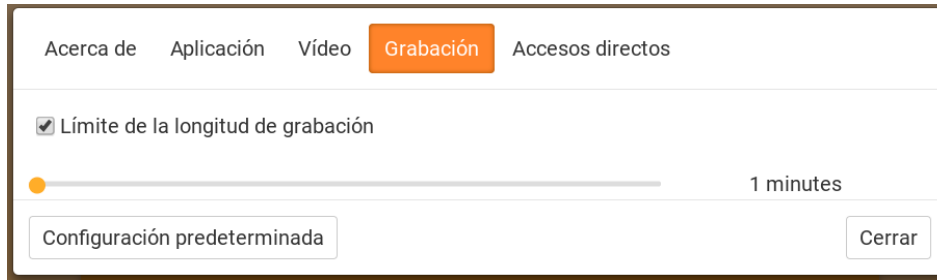 Acerca de Aplicación Vídeo Grabación Accesos directos
Límite de la longitud de grabación
1 minutes
Configuración predeterminada Cerrar